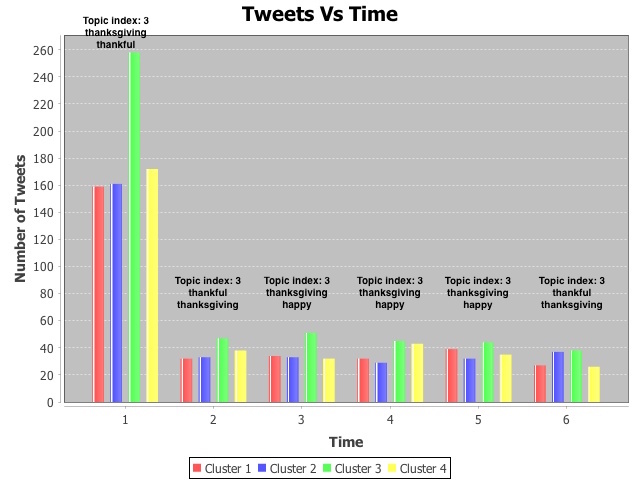 Tweets Vs Time
Topic index: 3
thanksgiving
thankful
Number of Tweets
260
240
220
200
180
160
140
120
100
80
60
40
20
0
Topic index: 3
thankful
thanksgiving
Topic index: 3
thanksgiving
happy
Topic index: 3
thanksgiving
happy
Topic index: 3
thanksgiving
happy
Topic index: 3
thankful
thanksgiving
1 2 3 4 5 6
Time
Cluster 1 Cluster 2 Cluster 3 Cluster 4